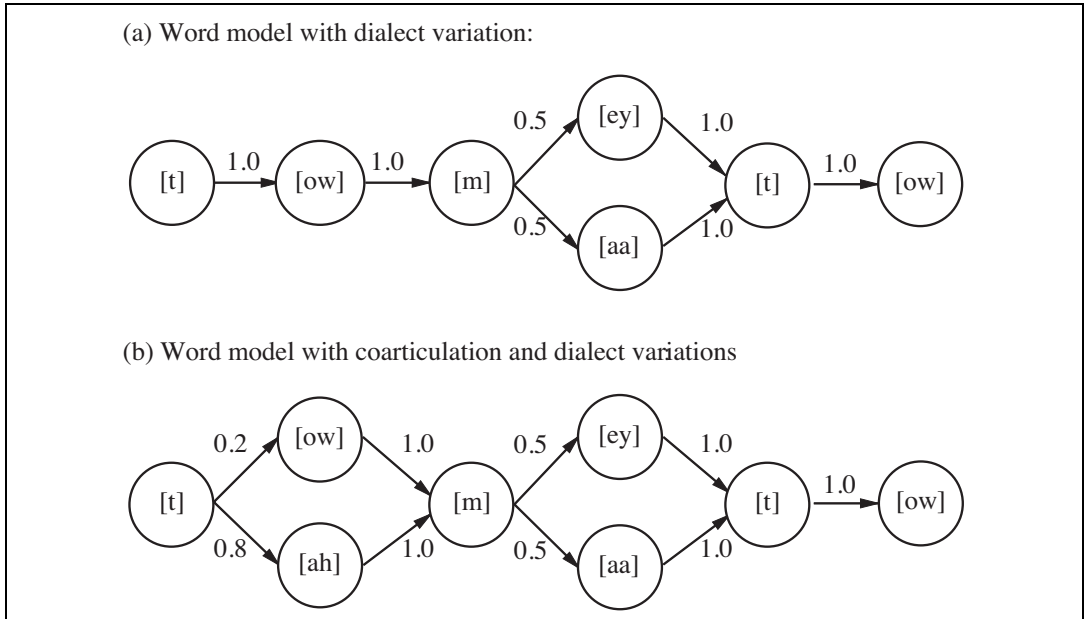 (a) Word model with dialect variation:
[ey]
0.5 1.0
1.0 1.0 1.0
[t] [ow] [m] [t] [ow]
0.5 1.0
[aa]
(b) Word model with coarticulation and dialect variations
[ow] [ey]
0.2 1.0 0.5 1.0
1.0
[t] [m] [t] [ow]
0.8 1.0 0.5 1.0
[ah] [aa]